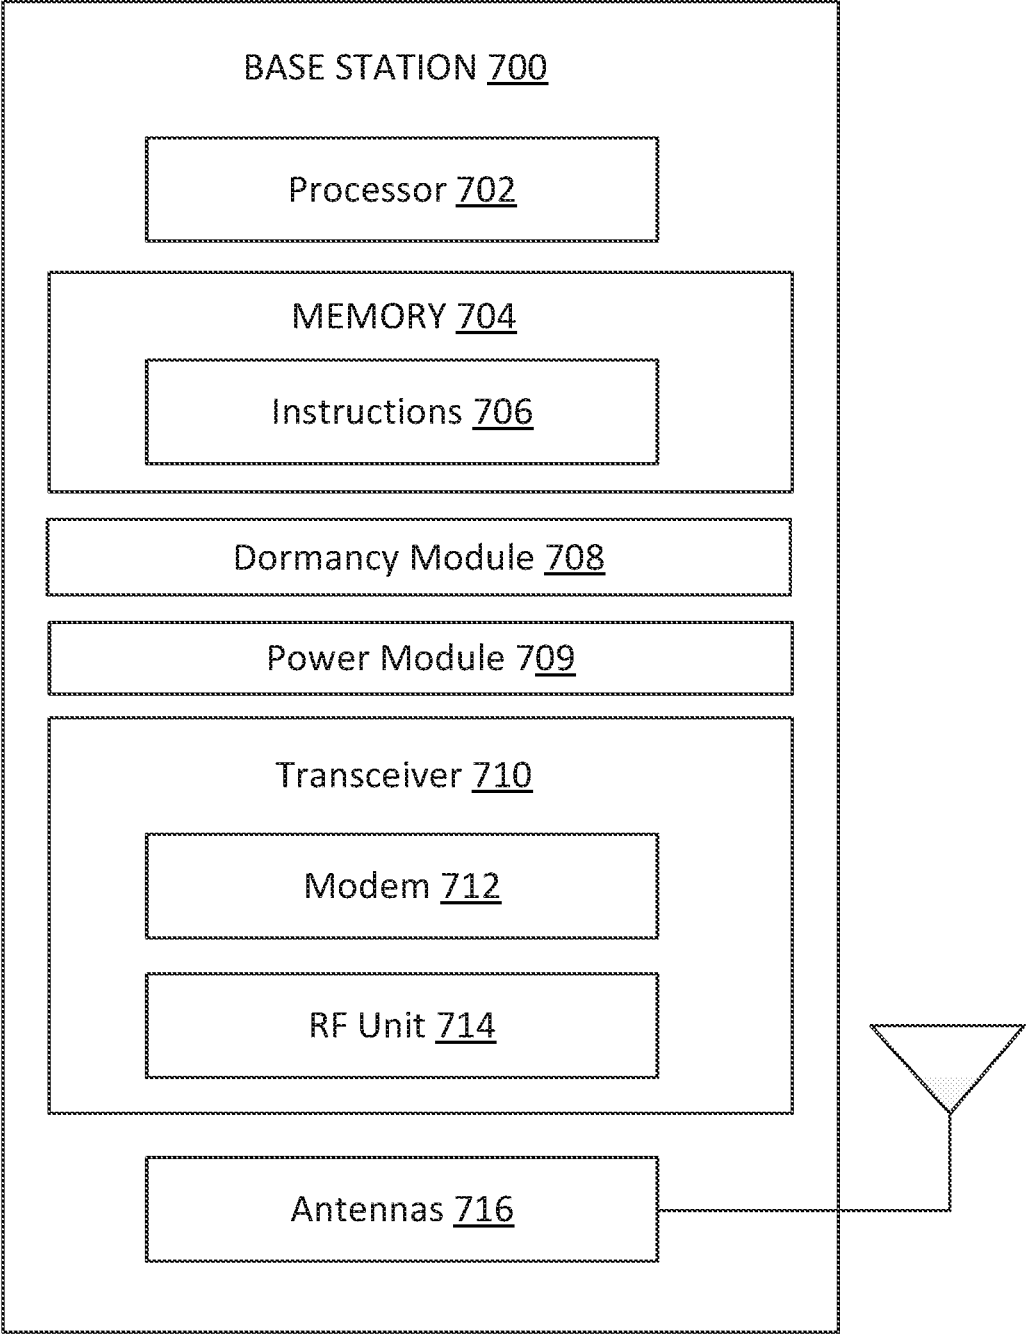 BASE STATION 700
Processor 702
MEMORY 704
Instructions 706
Dormancy Module 708
Power Module 709
Transceiver 710
Modem 712
RF Unit 714
Antennas 716